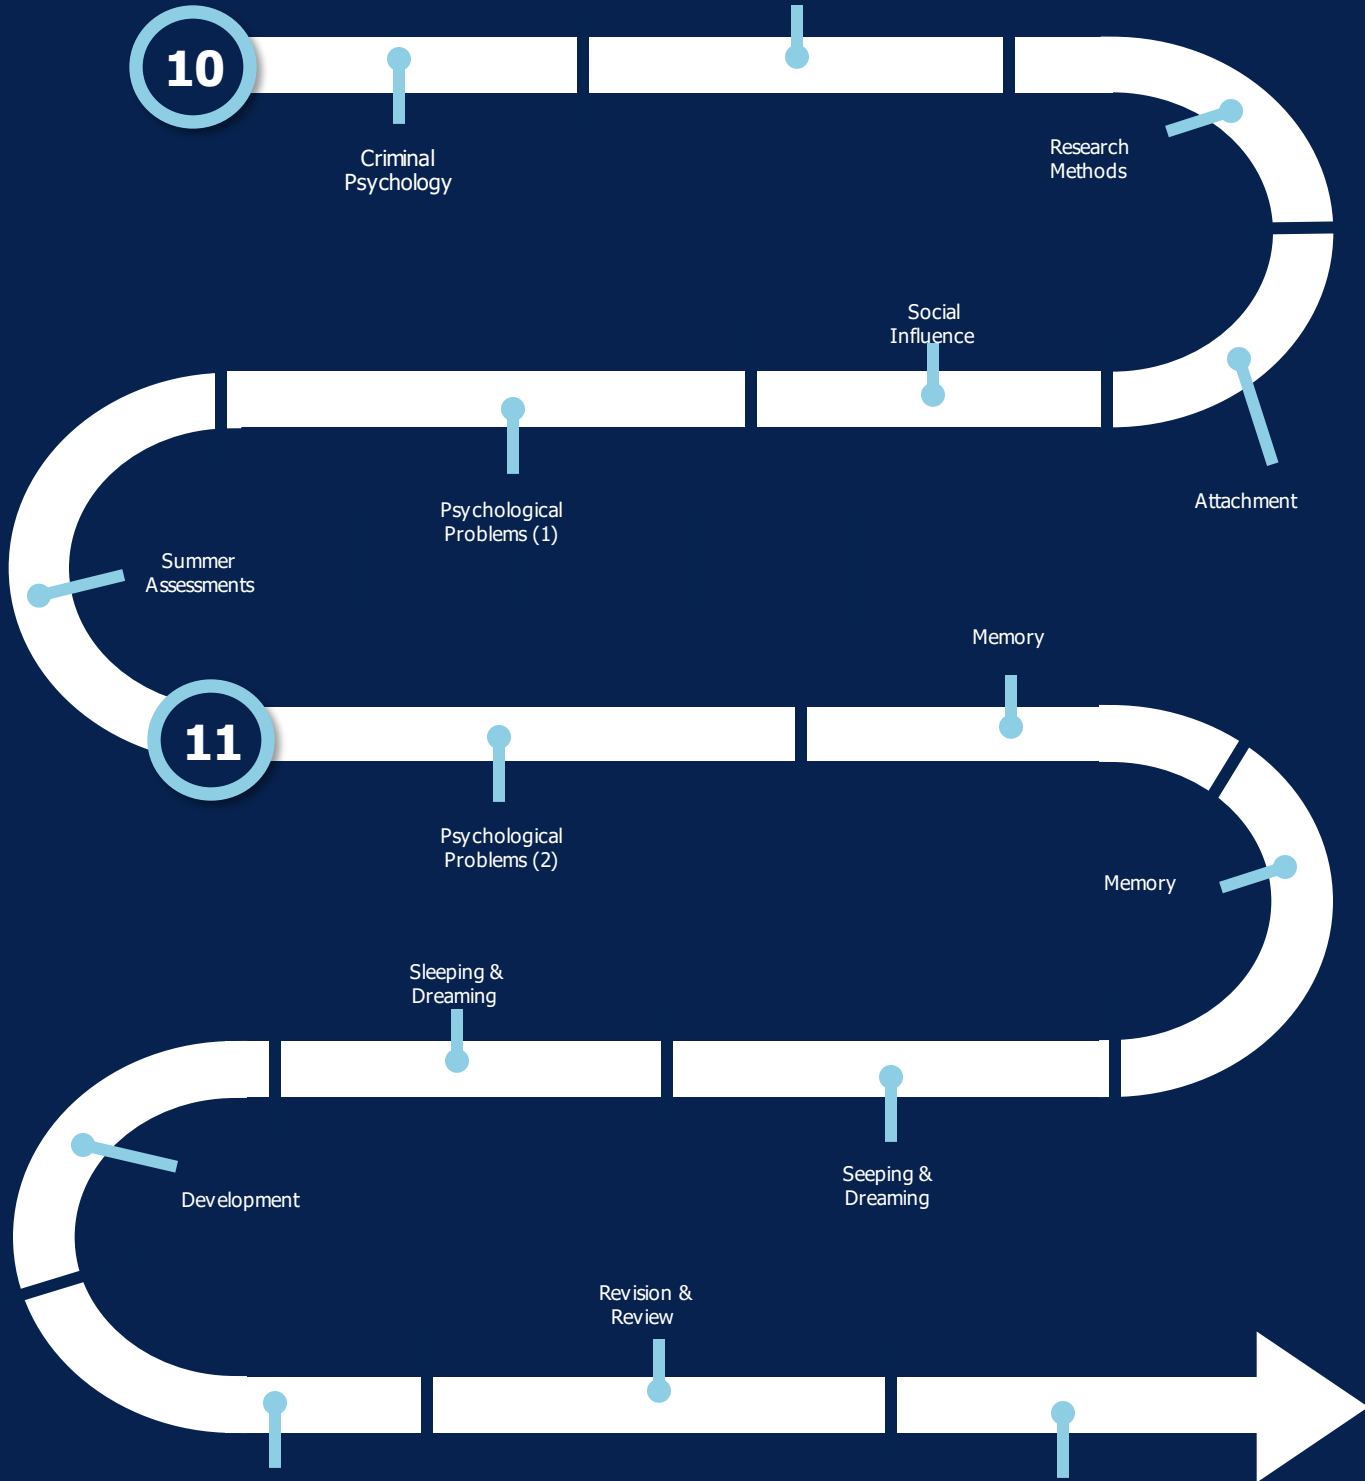 10
Criminal
Psychology
Research
Methods
Social
Influence
Attachment
Psychological
Problems (1)
Summer
Assessments
Memory
11
Psychological
Problems (2)
Memory
Sleeping &
Dreaming
Seeping &
Dreaming
Development
Revision &
Review